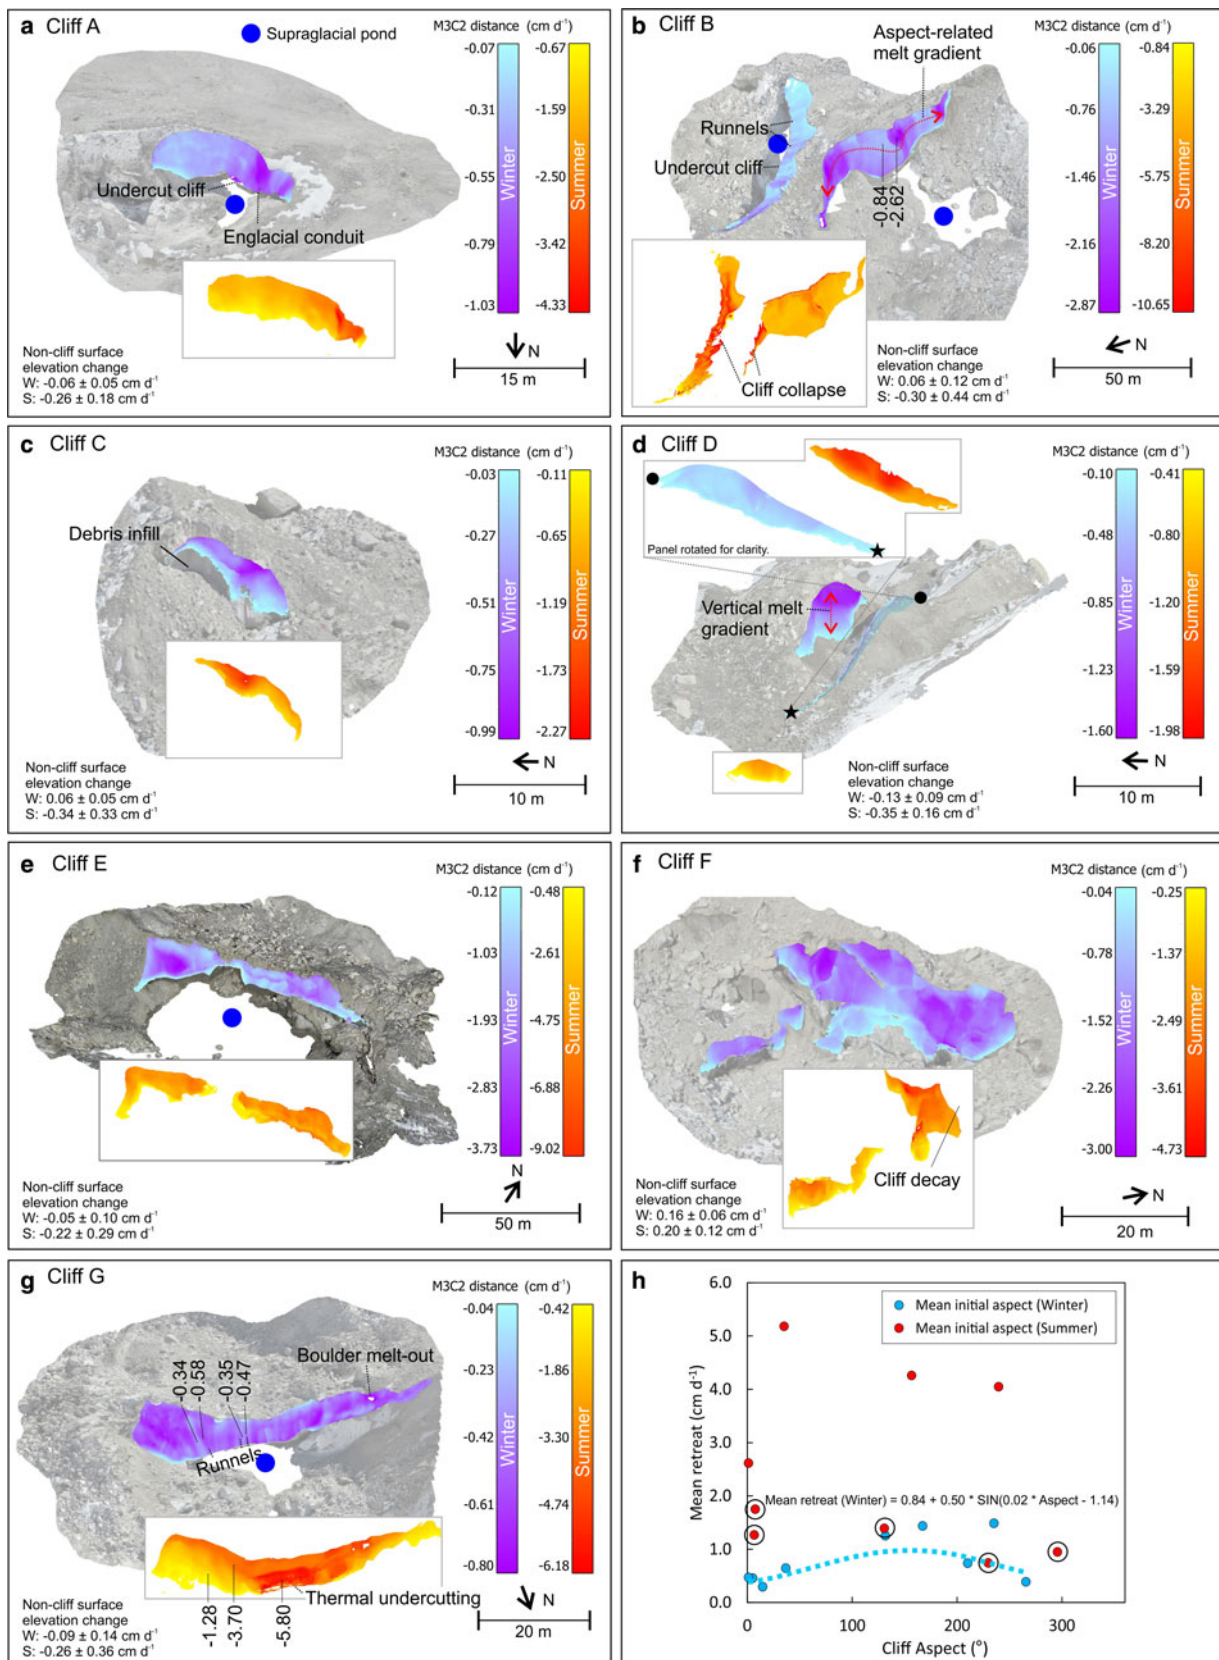 a Cliff A
Supraglacial pond
M3C2 distance (cm d⁻¹)
-0.07
-0.31
-0.55
-0.79
-1.03
Winter
-0.67
-1.59
-2.50
-3.42
-4.33
Summer
Undercut cliff
Englacial conduit
Non-cliff surface
elevation change
W: -0.06 ± 0.05 cm d⁻¹
S: -0.26 ± 0.18 cm d⁻¹
N
15 m
b Cliff B
Aspect-related
melt gradient
M3C2 distance (cm d⁻¹)
-0.06
-0.76
-1.46
-2.16
-2.87
Winter
-0.84
-3.29
-5.74
-8.20
-10.65
Summer
Runnels
Undercut cliff
-0.84
-2.62
Cliff collapse
Non-cliff surface
elevation change
W: 0.06 ± 0.12 cm d⁻¹
S: -0.30 ± 0.44 cm d⁻¹
N
50 m
c Cliff C
M3C2 distance (cm d⁻¹)
-0.03
-0.27
-0.51
-0.75
-0.99
Winter
-0.11
-0.65
-1.19
-1.73
-2.27
Summer
Debris infill
Non-cliff surface
elevation change
W: 0.06 ± 0.05 cm d⁻¹
S: -0.34 ± 0.33 cm d⁻¹
N
10 m
d Cliff D
M3C2 distance (cm d⁻¹)
-0.10
-0.48
-0.85
-1.23
-1.60
Winter
-0.41
-0.80
-1.20
-1.59
-1.98
Summer
Panel rotated for clarity.
Vertical melt
gradient
Non-cliff surface
elevation change
W: -0.13 ± 0.09 cm d⁻¹
S: -0.35 ± 0.16 cm d⁻¹
N
10 m
e Cliff E
M3C2 distance (cm d⁻¹)
-0.12
-1.03
-1.93
-2.83
-3.73
Winter
-0.48
-2.61
-4.75
-6.88
-9.02
Summer
Non-cliff surface
elevation change
W: -0.05 ± 0.10 cm d⁻¹
S: -0.22 ± 0.29 cm d⁻¹
N
50 m
f Cliff F
M3C2 distance (cm d⁻¹)
-0.04
-0.78
-1.52
-2.26
-3.00
Winter
-0.25
-1.37
-2.49
-3.61
-4.73
Summer
Cliff decay
Non-cliff surface
elevation change
W: 0.16 ± 0.06 cm d⁻¹
S: 0.20 ± 0.12 cm d⁻¹
N
20 m
g Cliff G
M3C2 distance (cm d⁻¹)
-0.04
-0.23
-0.42
-0.61
-0.80
Winter
-0.42
-1.86
-3.30
-4.74
-6.18
Summer
-0.34
-0.58
-0.35
-0.47
Boulder melt-out
Runnels
Thermal undercutting
-1.28
-3.70
-5.80
Non-cliff surface
elevation change
W: -0.09 ± 0.14 cm d⁻¹
S: -0.26 ± 0.36 cm d⁻¹
N
20 m
h
Mean initial aspect (Winter)
Mean initial aspect (Summer)
6.0
5.0
4.0
3.0
2.0
1.0
0.0
Mean retreat (cm d⁻¹)
Mean retreat (Winter) = 0.84 + 0.50 * SIN(0.02 * Aspect - 1.14)
0
100
200
300
Cliff Aspect (°)